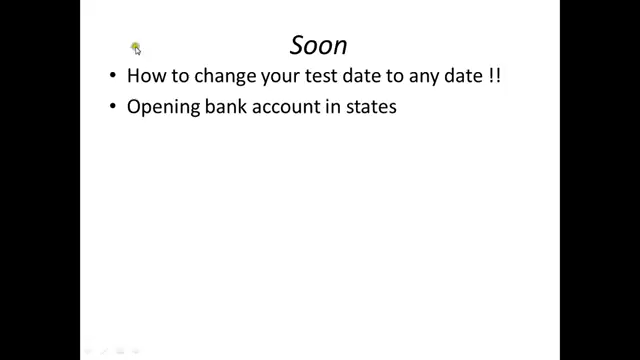 Soon
• How to change your test date to any date !!
• Opening bank account in states